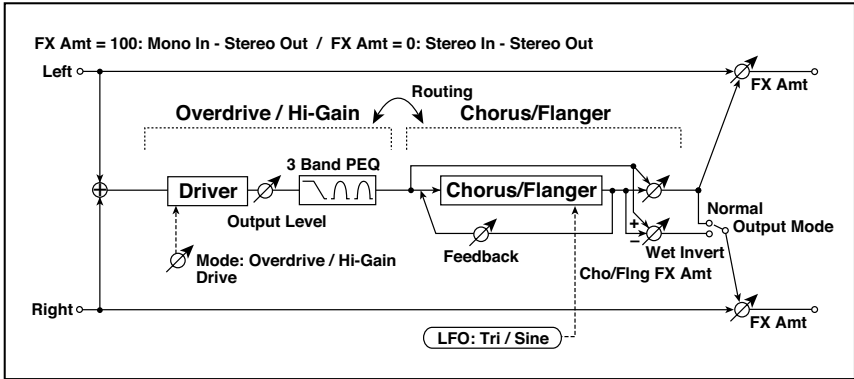 FX Amt = 100: Mono In - Stereo Out / FX Amt = 0: Stereo In - Stereo Out
Left
FX Amt
Routing
Overdrive / Hi-Gain
Chorus/Flanger
3 Band PEQ
Driver
Chorus/Flanger
Output Level
Normal
Output Mode
+
−
Wet Invert
Feedback
Mode: Overdrive / Hi-Gain
Drive
Cho/Flng FX Amt
Right
FX Amt
LFO: Tri / Sine